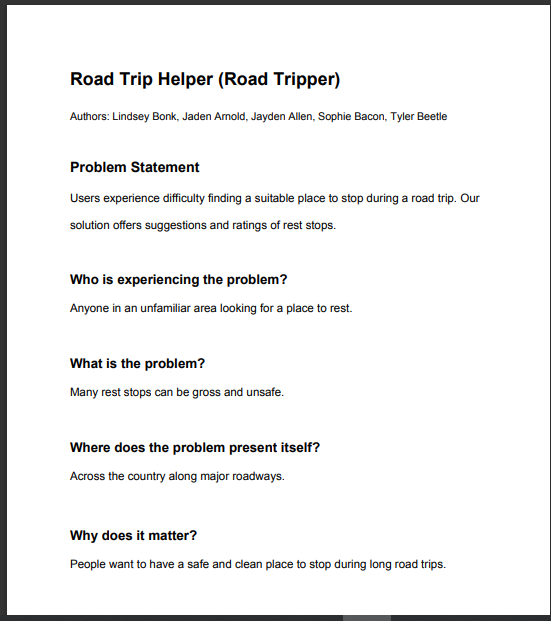 Road Trip Helper (Road Tripper)
Authors: Lindsey Bonk, Jaden Arnold, Jayden Allen, Sophie Bacon, Tyler Beetle
Problem Statement
Users experience difficulty finding a suitable place to stop during a road trip. Our
solution offers suggestions and ratings of rest stops.
Who is experiencing the problem?
Anyone in an unfamiliar area looking for a place to rest.
What is the problem?
Many rest stops can be gross and unsafe.
Where does the problem present itself?
Across the country along major roadways.
Why does it matter?
People want to have a safe and clean place to stop during long road trips.